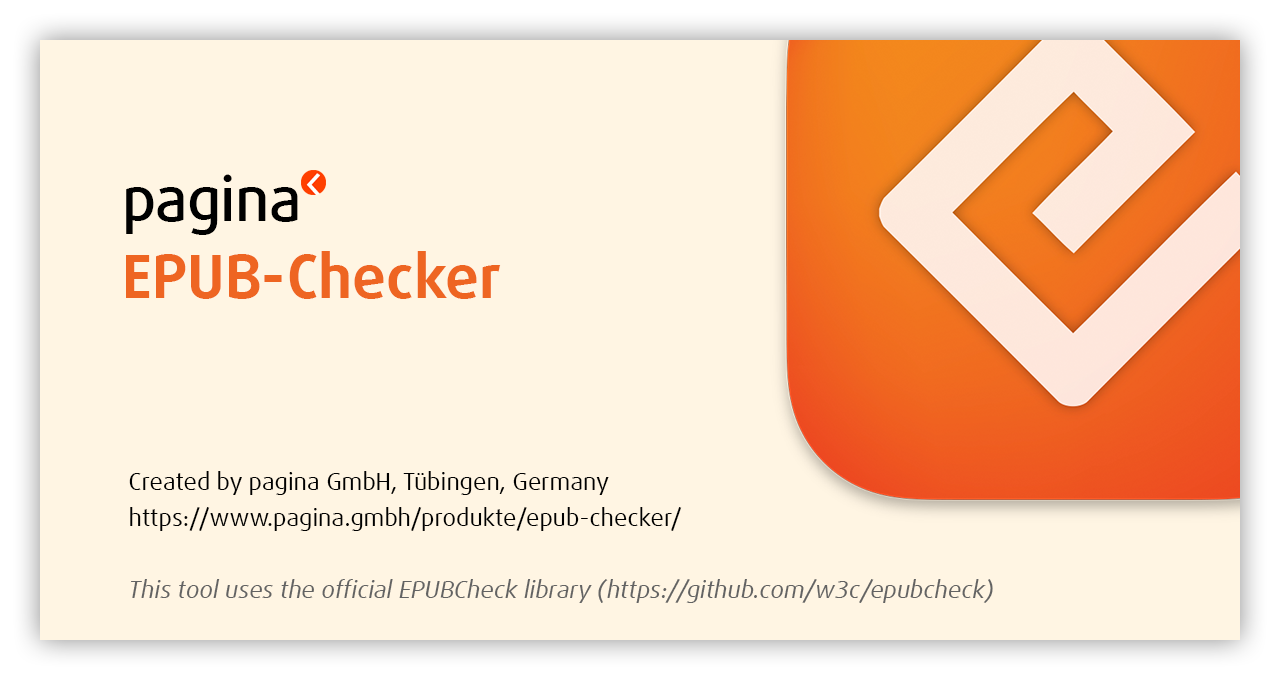 pagina
EPUB-Checker
Created by pagina GmbH, Tübingen, Germany
https://www.pagina.gmbh/produkte/epub-checker/
This tool uses the official EPUBCheck library (https://github.com/w3c/epubcheck)